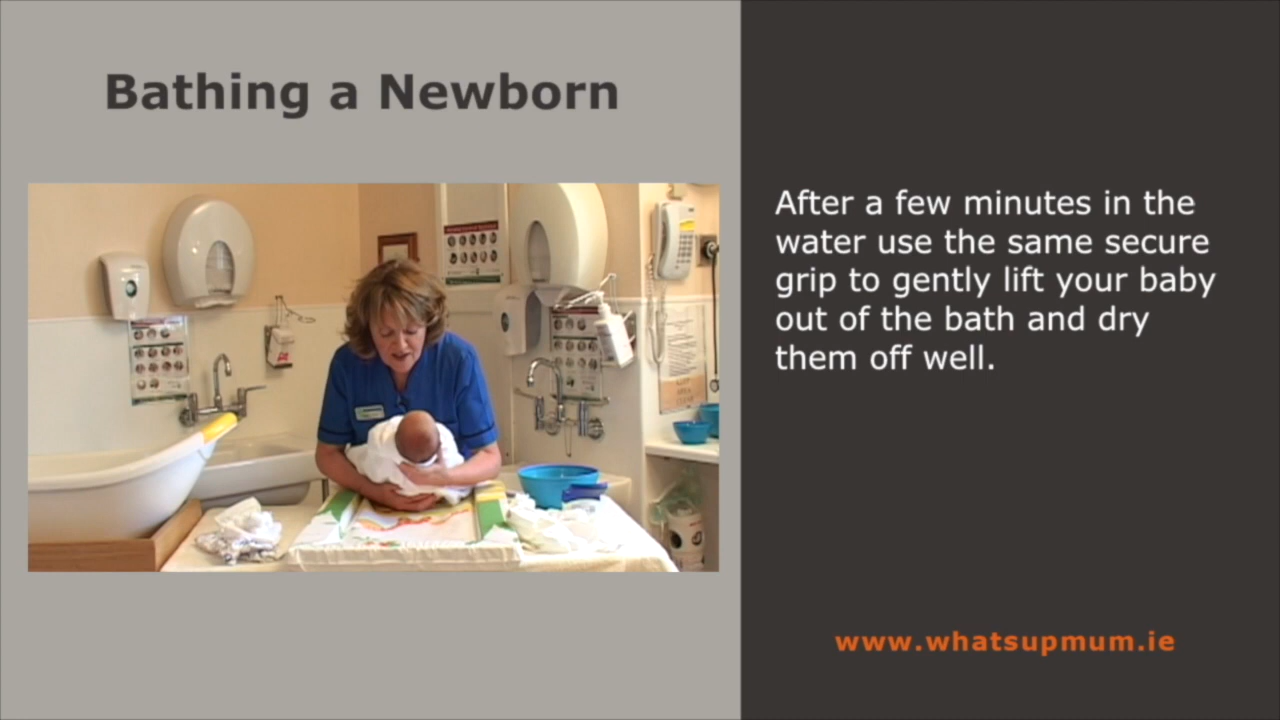 Bathing a Newborn
After a few minutes in the
water use the same secure
grip to gently lift your baby
out of the bath and dry
them off well.
www.whatsupmum.ie